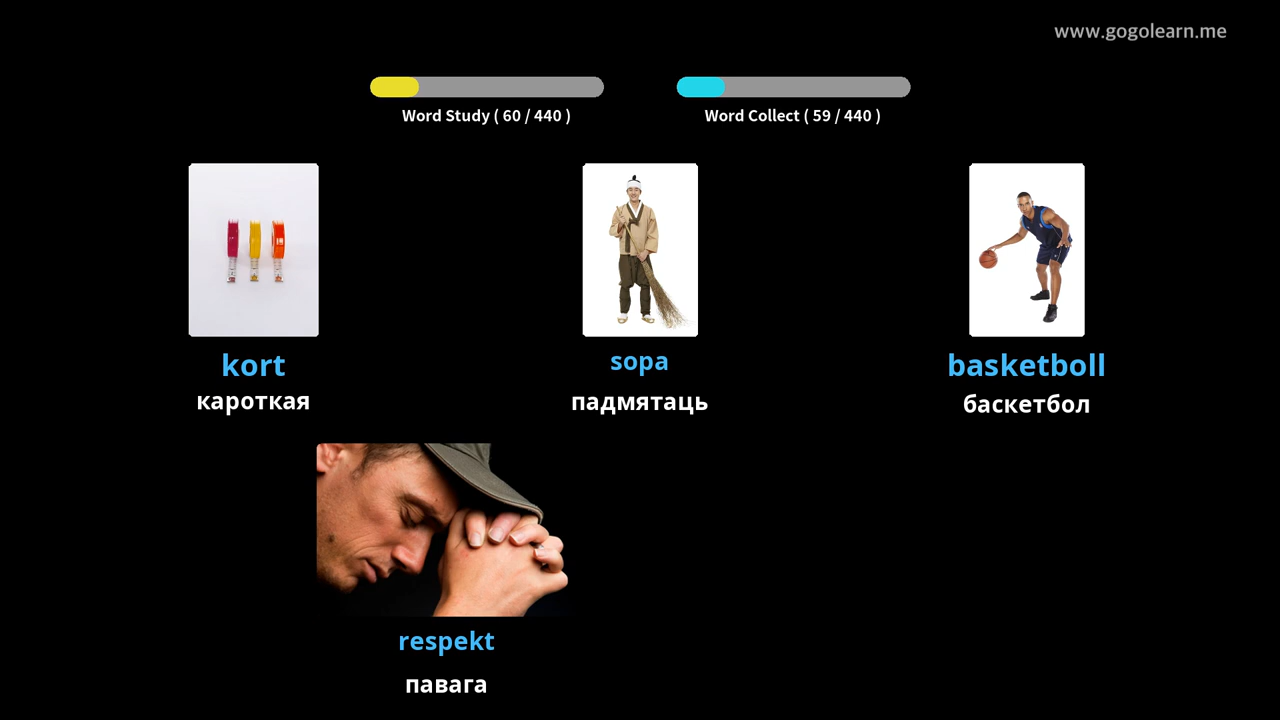 www.gogolearn.me
Word Study ( 60 / 440 )
Word Collect ( 59 / 440 )
kort
кароткая
sopa
падмятаць
basketboll
баскетбол
respekt
павага